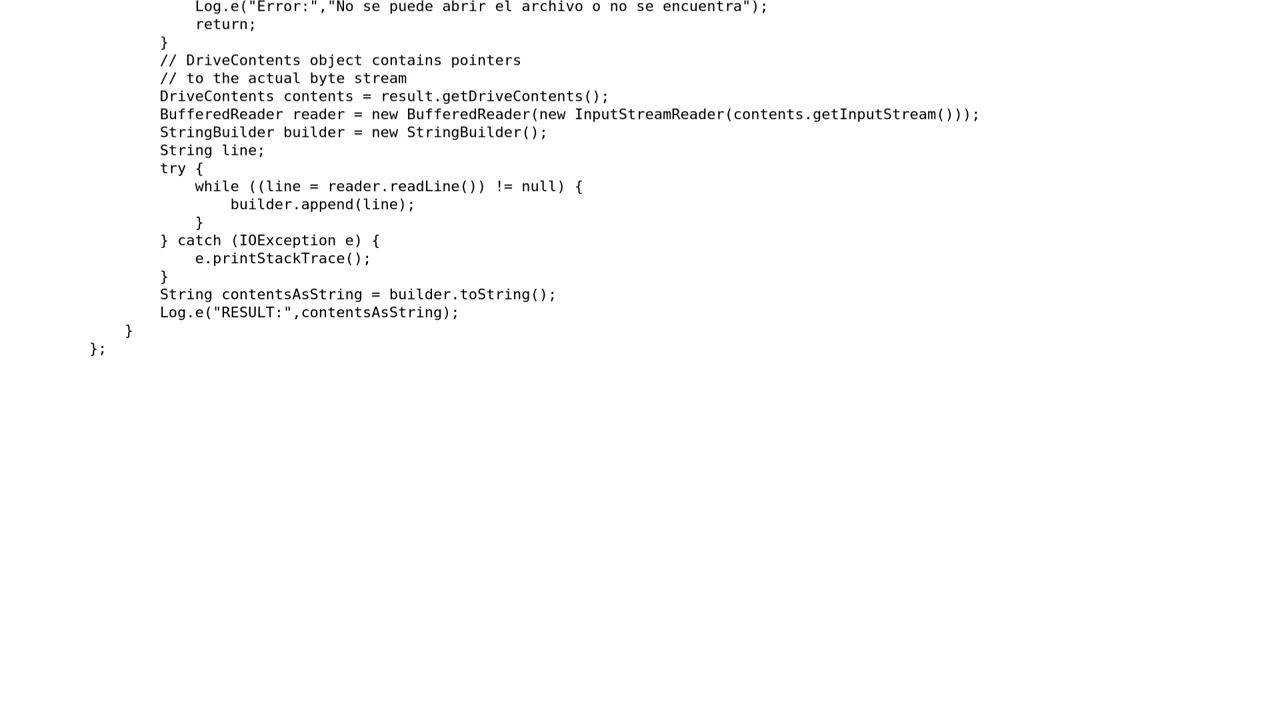 Log.e("Error:","No se puede abrir el archivo o no se encuentra");
            return;
        }
        // DriveContents object contains pointers
        // to the actual byte stream
        DriveContents contents = result.getDriveContents();
        BufferedReader reader = new BufferedReader(new InputStreamReader(contents.getInputStream()));
        StringBuilder builder = new StringBuilder();
        String line;
        try {
            while ((line = reader.readLine()) != null) {
                builder.append(line);
            }
        } catch (IOException e) {
            e.printStackTrace();
        }
        String contentsAsString = builder.toString();
        Log.e("RESULT:",contentsAsString);
    }
};